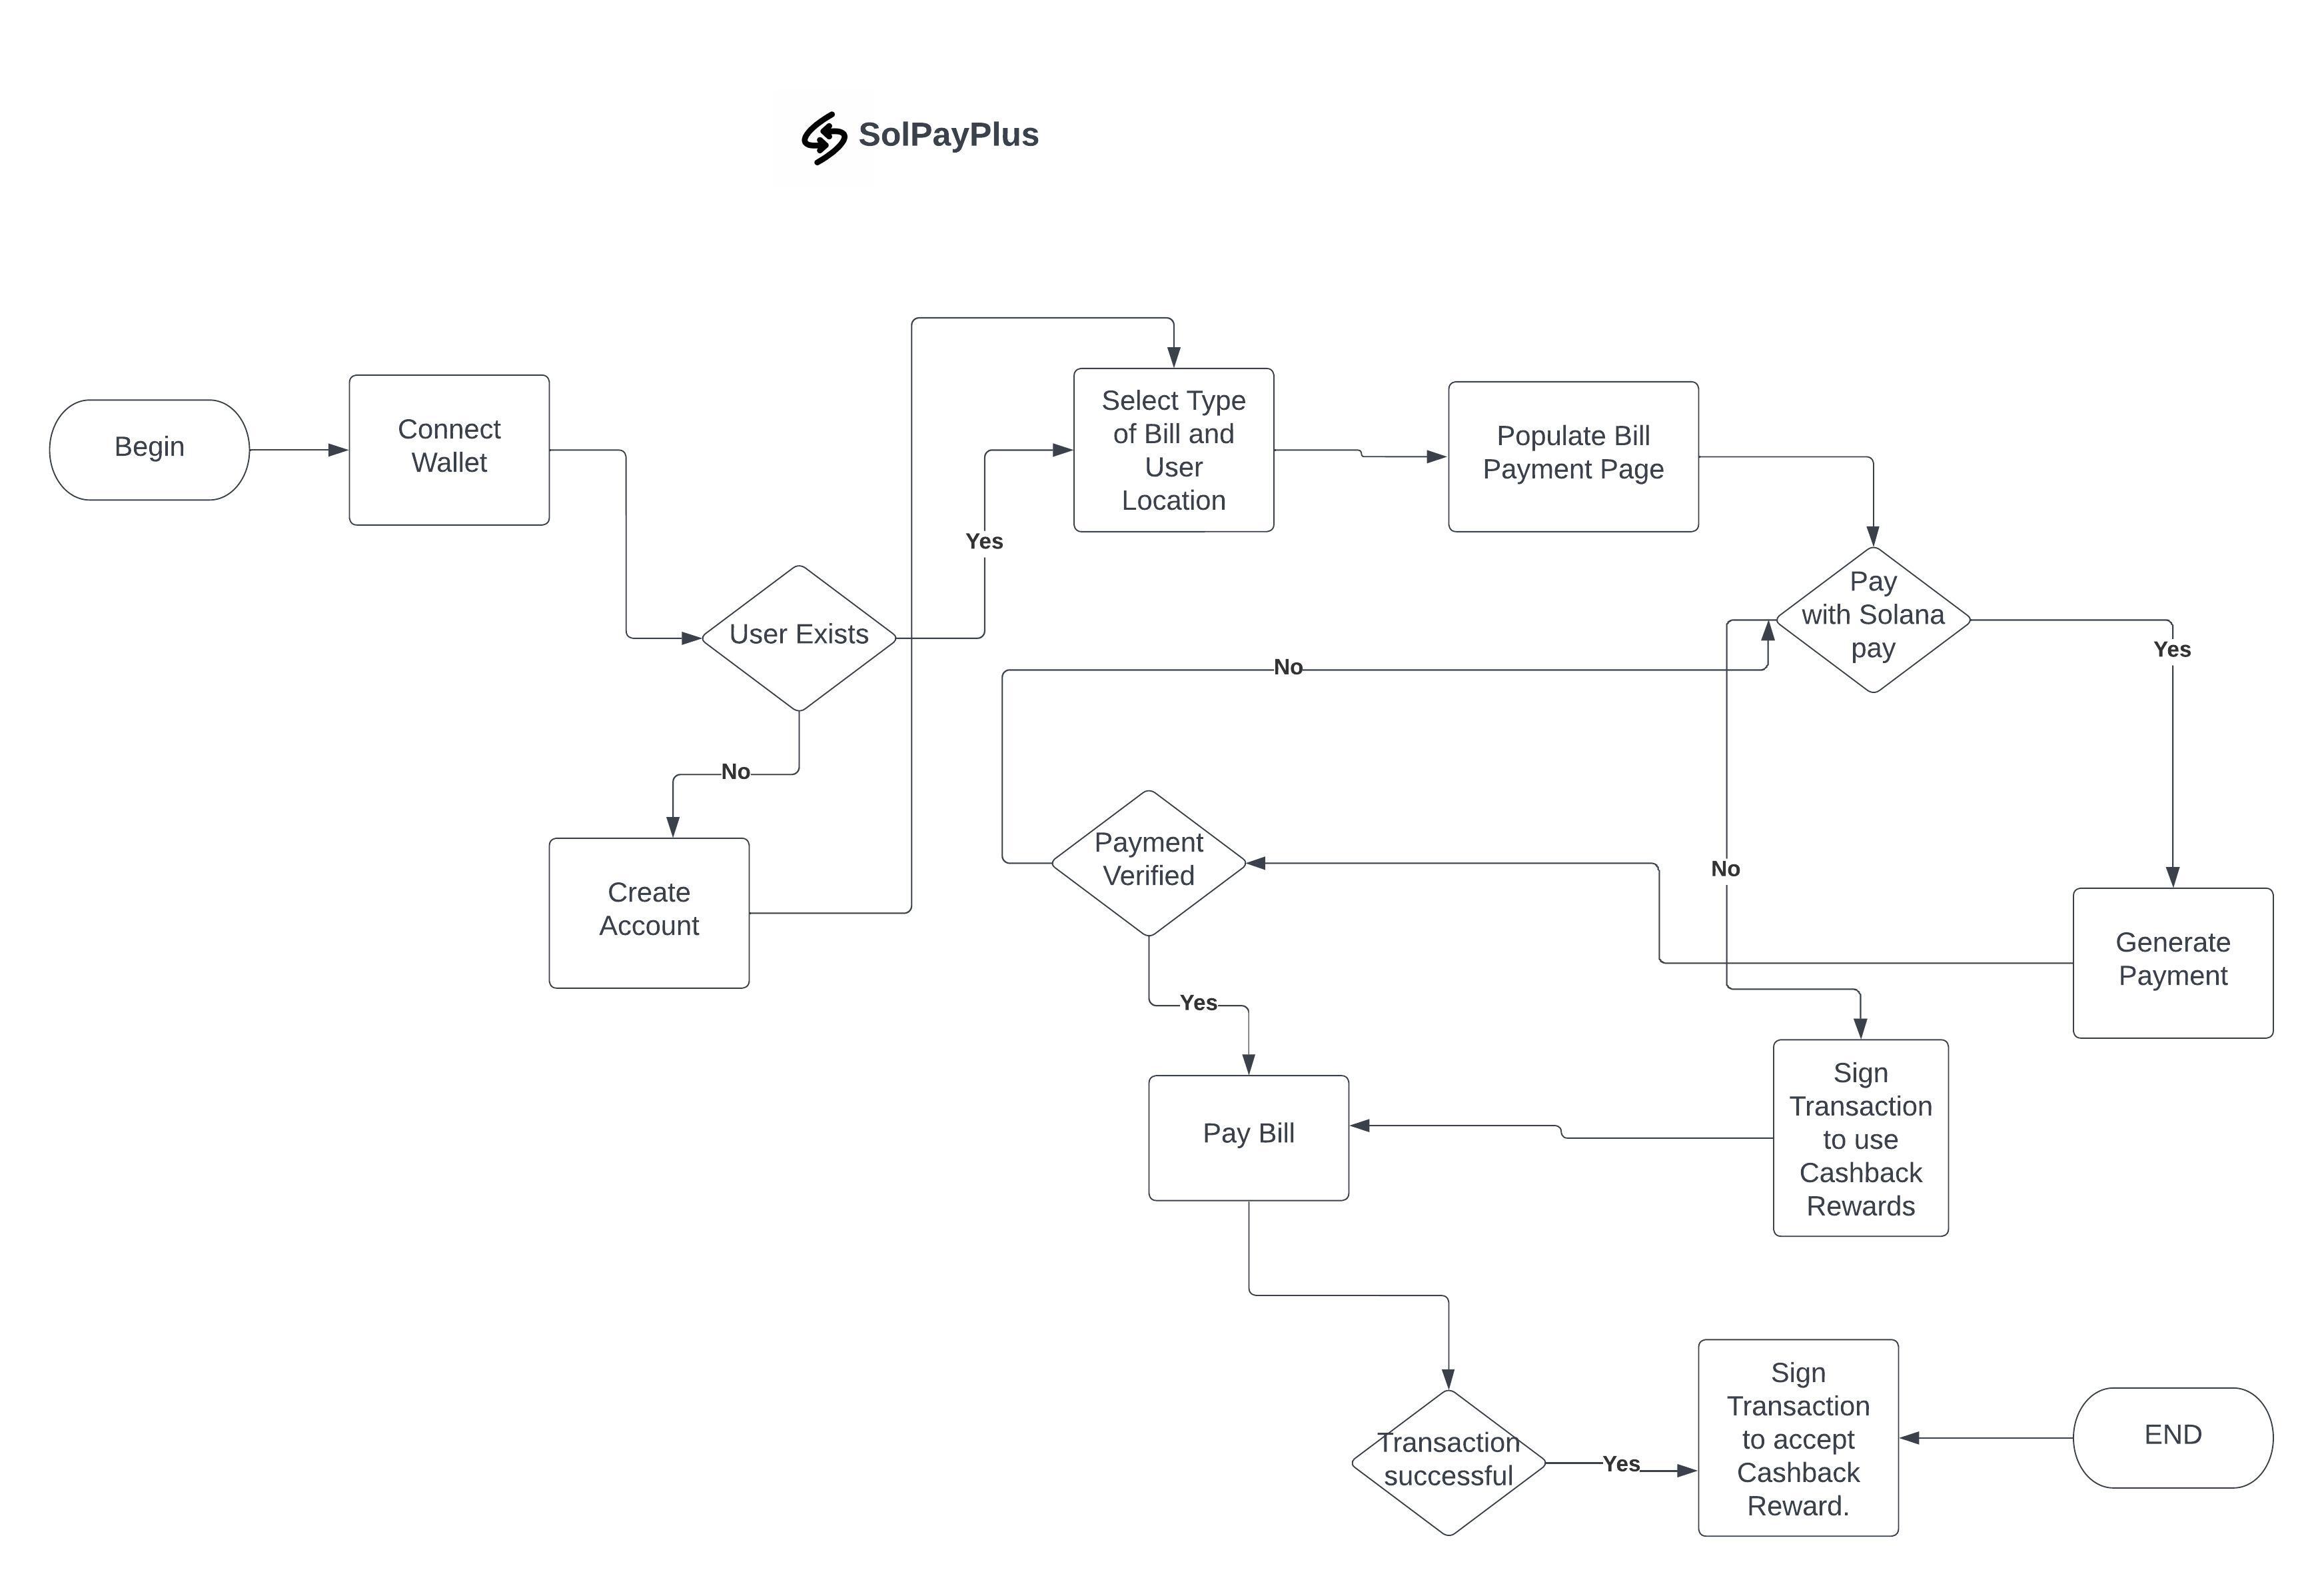 SolPayPlus
Begin
Connect
Wallet
User Exists
Yes
No
Create
Account
Select Type
of Bill and
User
Location
Populate Bill
Payment Page
Pay
with Solana
pay
Yes
No
No
Generate
Payment
Payment
Verified
Yes
Sign
Transaction
to use
Cashback
Rewards
Pay Bill
Transaction
successful
Yes
Sign
Transaction
to accept
Cashback
Reward.
END